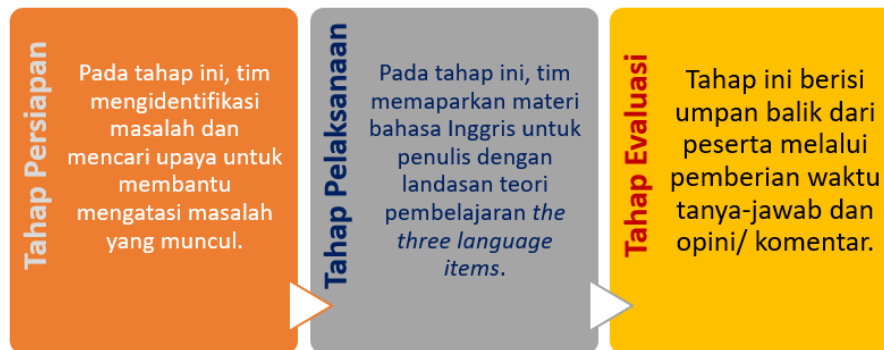 Tahap Persiapan
Pada tahap ini, tim
mengidentifikasi
masalah dan
mencari upaya untuk
membantu
mengatasi masalah
yang muncul.
Tahap Pelaksanaan
Pada tahap ini, tim
memaparkan materi
bahasa Inggris untuk
penulis dengan
landasan teori
pembelajaran the
three language
items.
Tahap Evaluasi
Tahap ini berisi
umpan balik dari
peserta melalui
pemberian waktu
tanya-jawab dan
opini/ komentar.